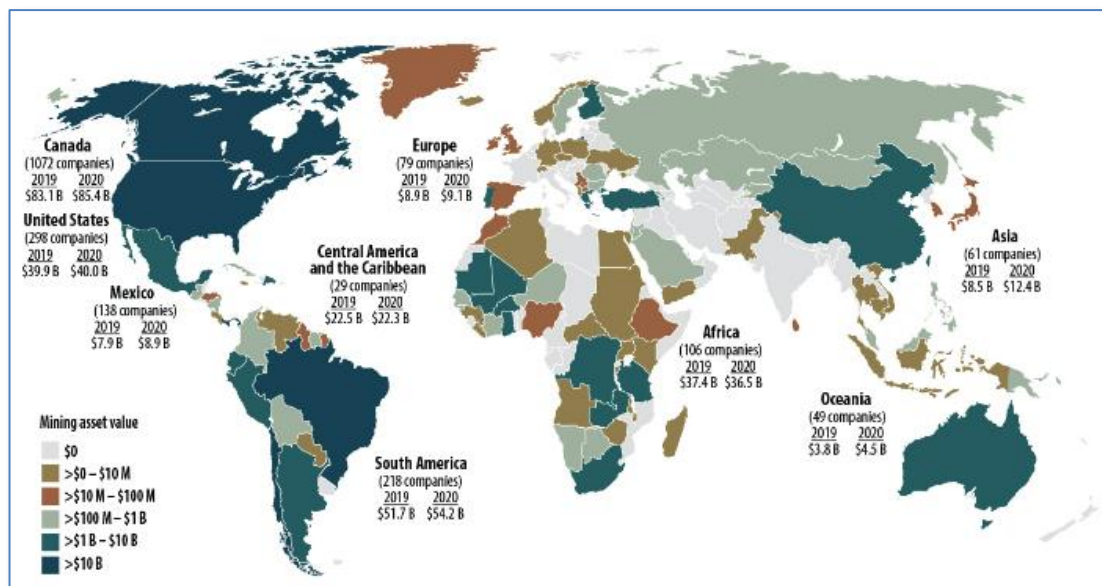 Canada
(1072 companies)
2019 2020
$83.1 B $85.4 B
United States
(298 companies)
2019 2020
$39.9 B $40.0 B
Mexico
(138 companies)
2019 2020
$7.9 B $8.9 B
Central America
and the Caribbean
(29 companies)
2019 2020
$22.5 B $22.3 B
South America
(218 companies)
2019 2020
$51.7 B $54.2 B
Europe
(79 companies)
2019 2020
$8.9 B $9.1 B
Africa
(106 companies)
2019 2020
$37.4 B $36.5 B
Asia
(61 companies)
2019 2020
$8.5 B $12.4 B
Oceania
(49 companies)
2019 2020
$3.8 B $4.5 B
Mining asset value
$0
>$0 – $10 M
>$10 M – $100 M
>$100 M – $1 B
>$1 B – $10 B
>$10 B